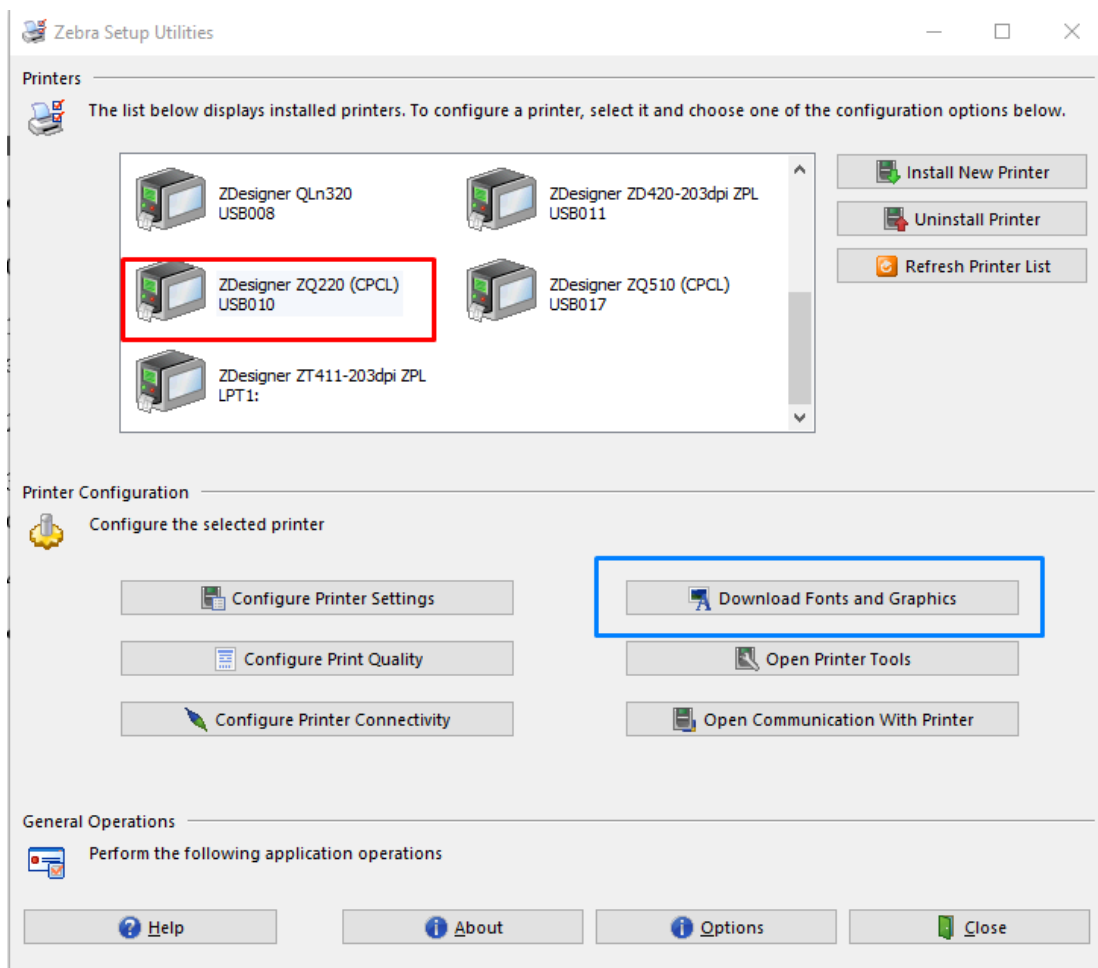 Zebra Setup Utilities
Printers
The list below displays installed printers. To configure a printer, select it and choose one of the configuration options below.
ZDesigner QLn320
USB008
ZDesigner ZD420-203dpi ZPL
USB011
Install New Printer
Uninstall Printer
Refresh Printer List
ZDesigner ZQ220 (CPCL)
USB010
ZDesigner ZQ510 (CPCL)
USB017
ZDesigner ZT411-203dpi ZPL
LPT1:
Printer Configuration
Configure the selected printer
Configure Printer Settings
Download Fonts and Graphics
Configure Print Quality
Open Printer Tools
Configure Printer Connectivity
Open Communication With Printer
General Operations
Perform the following application operations
Help
About
Options
Close